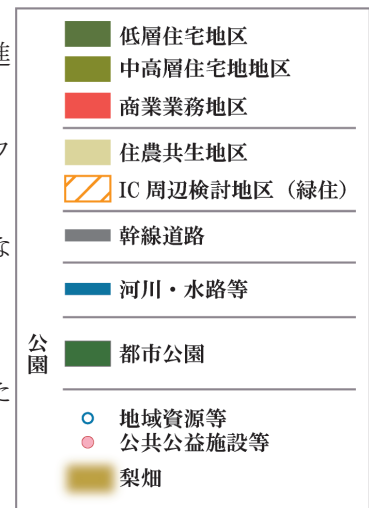 低層住宅地区
中高層住宅地地区
商業業務地区
住農共生地区
IC 周辺検討地区（緑住）
幹線道路
河川・水路等
公園
都市公園
地域資源等
公共公益施設等
梨畑